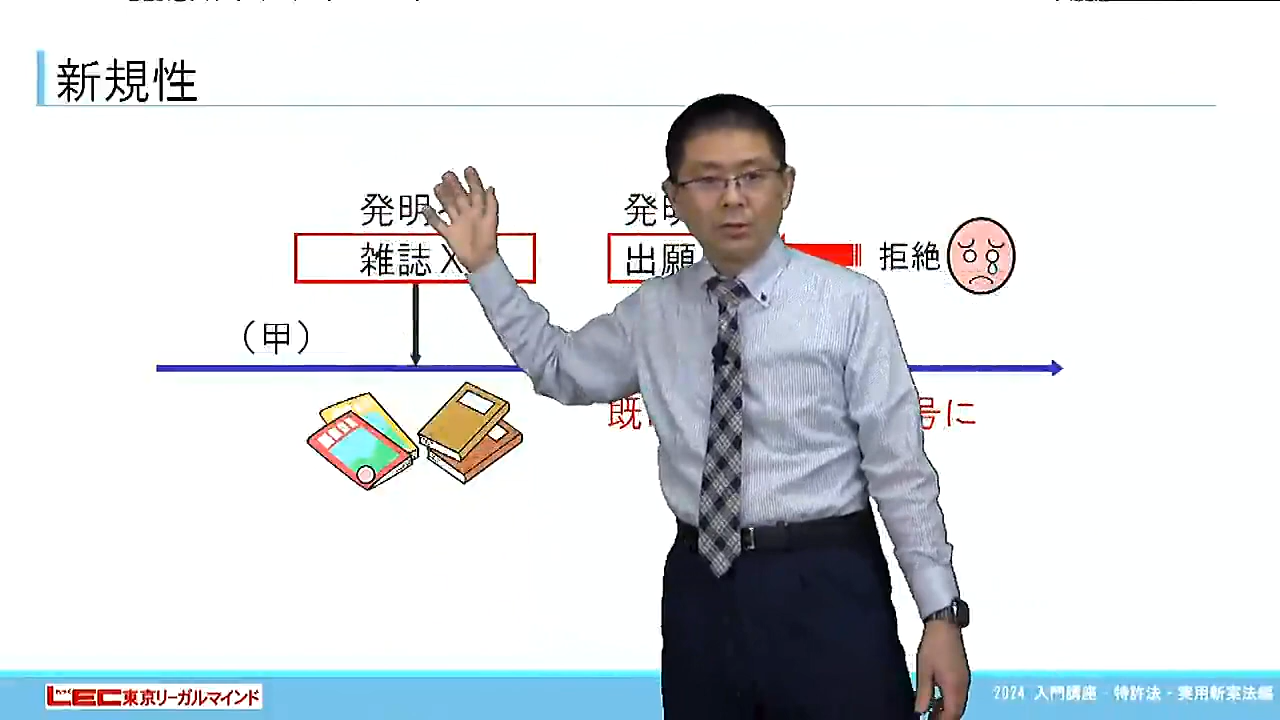 新規性
発明
発明
雑誌X
出願
拒絶
（甲）
既
号に
LEC東京リーガルマインド
2024 入門講座 - 特許法・実用新案法編